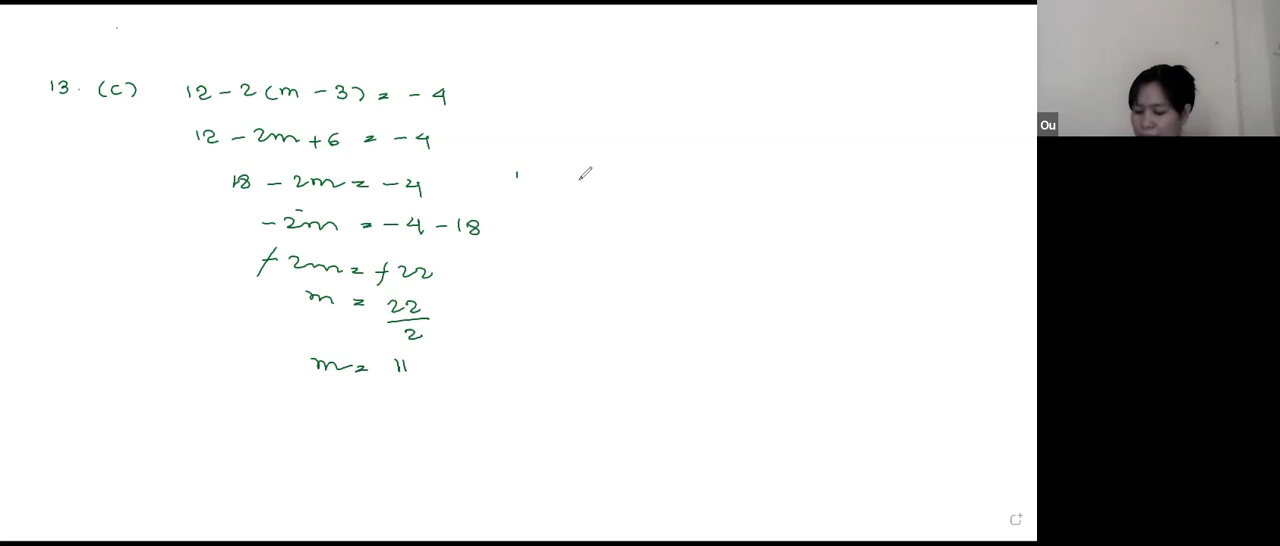 13. (c) 12 - 2(m - 3) = - 4
12 - 2m + 6 = - 4
18 - 2m = - 4
- 2m = - 4 - 18
- 2m = - 22
m = 22/2
m = 11
Ou